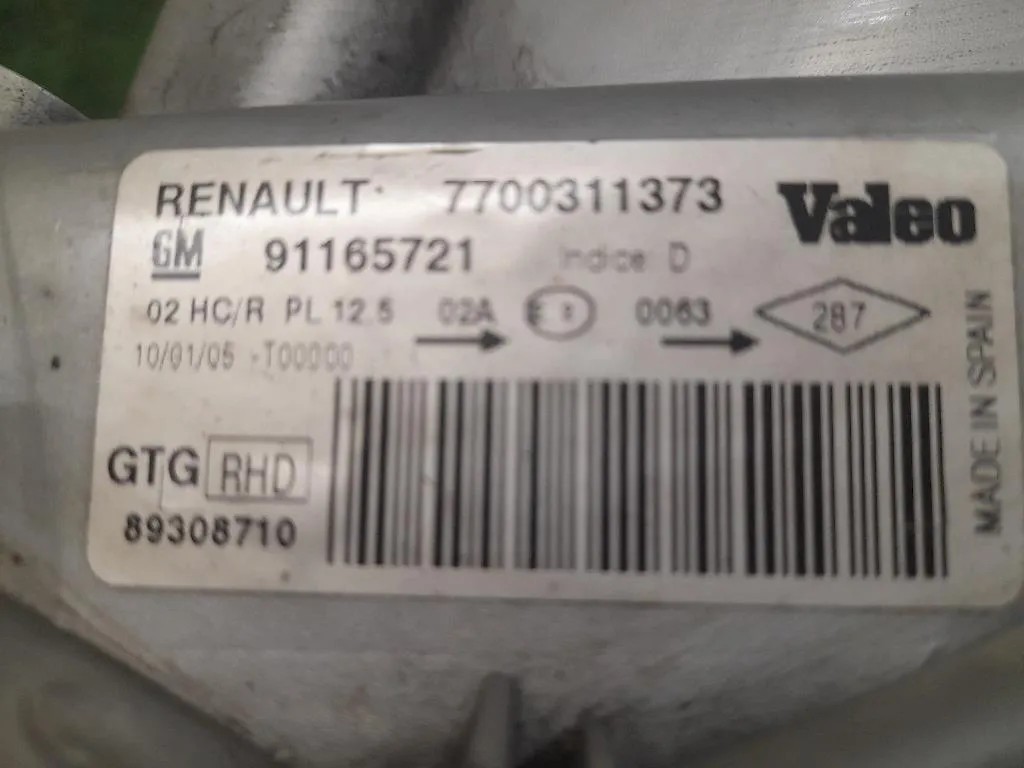 RENAULT 7700311373 Valeo
GM 91165721 Indice D
02 HC/R PL 12.5 02A 0063 287
10/01/05 -T00000
GTG RHD
89308710
MADE IN SPAIN